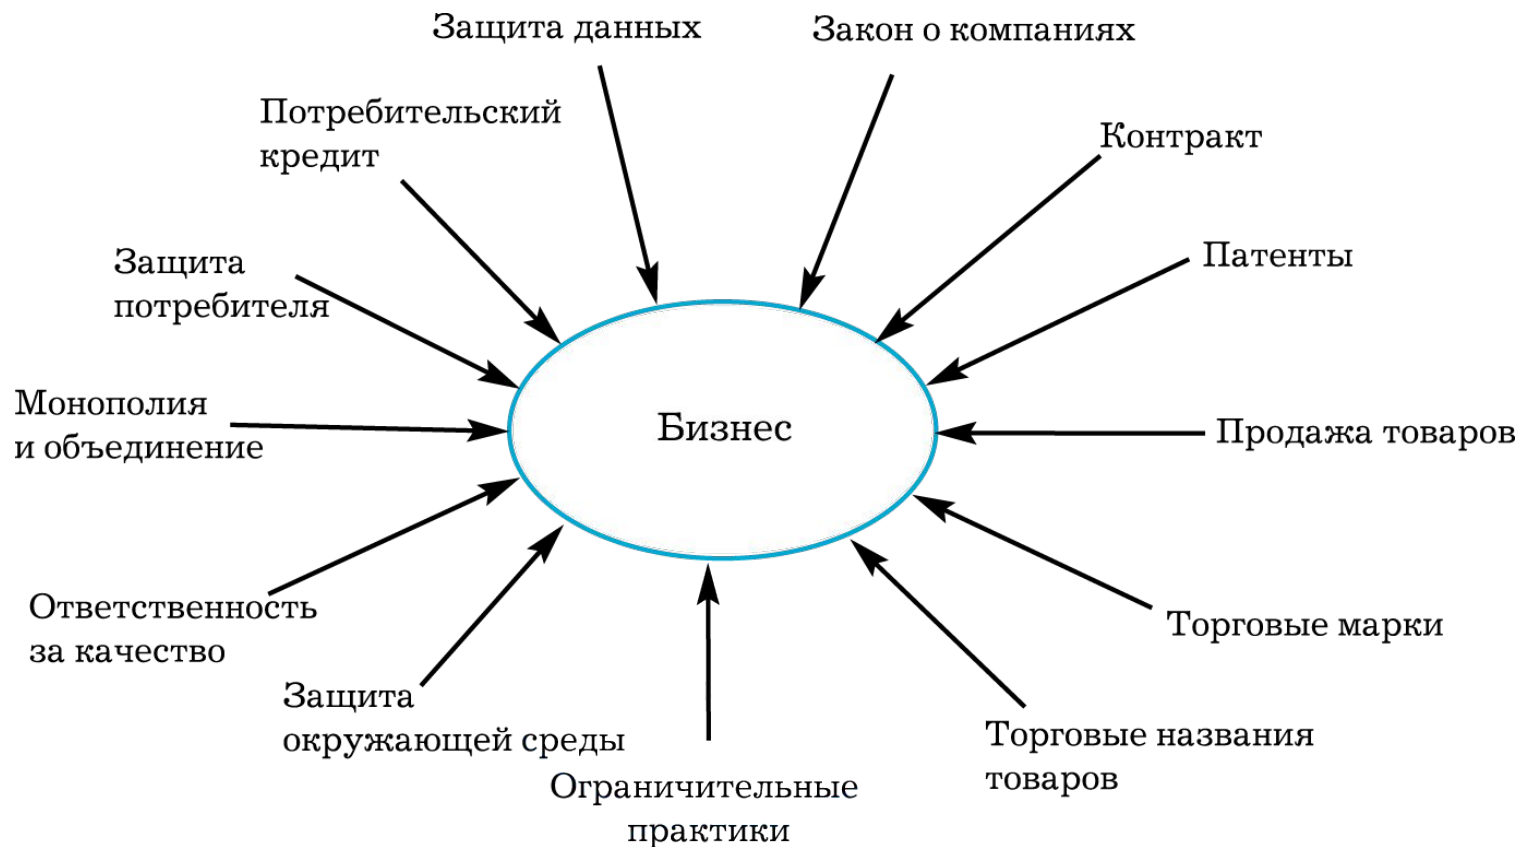 Защита данных
Закон о компаниях
Потребительский
кредит
Контракт
Защита
потребителя
Патенты
Монополия
и объединение
Бизнес
Продажа товаров
Ответственность
за качество
Торговые марки
Защита
окружающей среды
Торговые названия
товаров
Ограничительные
практики